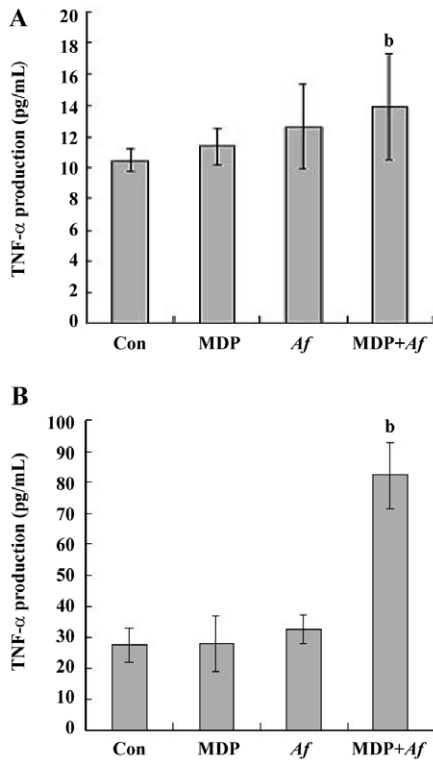 A
TNF-α production (pg/mL)
20
18
16
14
12
10
8
6
4
2
0
b
Con MDP Af MDP+Af
B
TNF-α production (pg/mL)
100
90
80
70
60
50
40
30
20
10
0
b
Con MDP Af MDP+Af